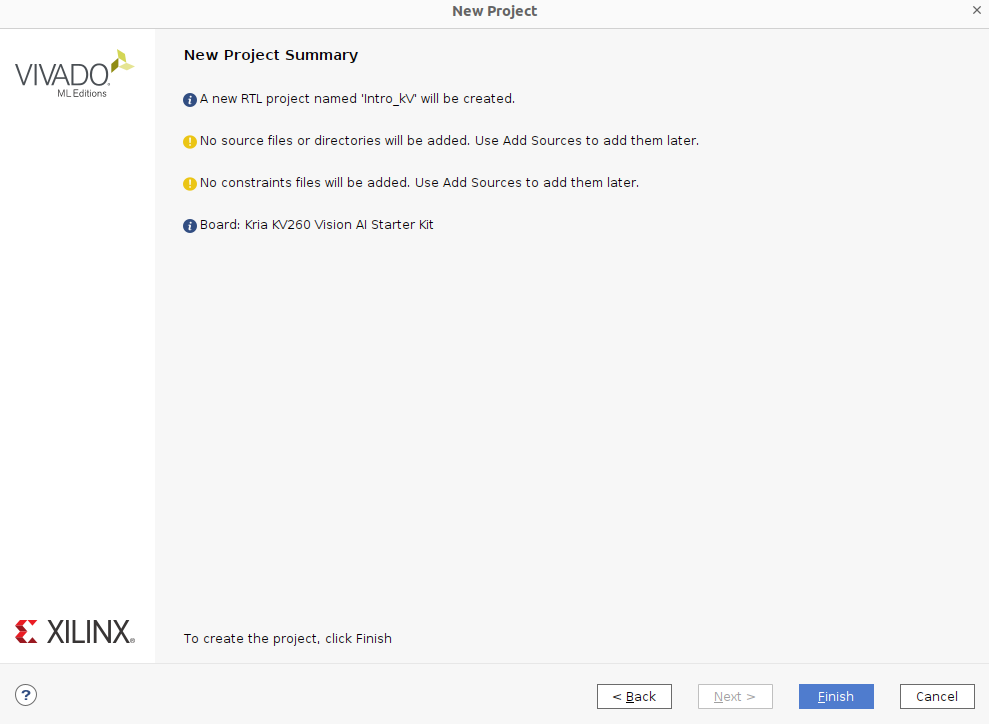 New Project
VIVADO
ML Editions
New Project Summary
A new RTL project named 'Intro_kV' will be created.
No source files or directories will be added. Use Add Sources to add them later.
No constraints files will be added. Use Add Sources to add them later.
Board: Kria KV260 Vision AI Starter Kit
XILINX
To create the project, click Finish
?
< Back
Next >
Finish
Cancel